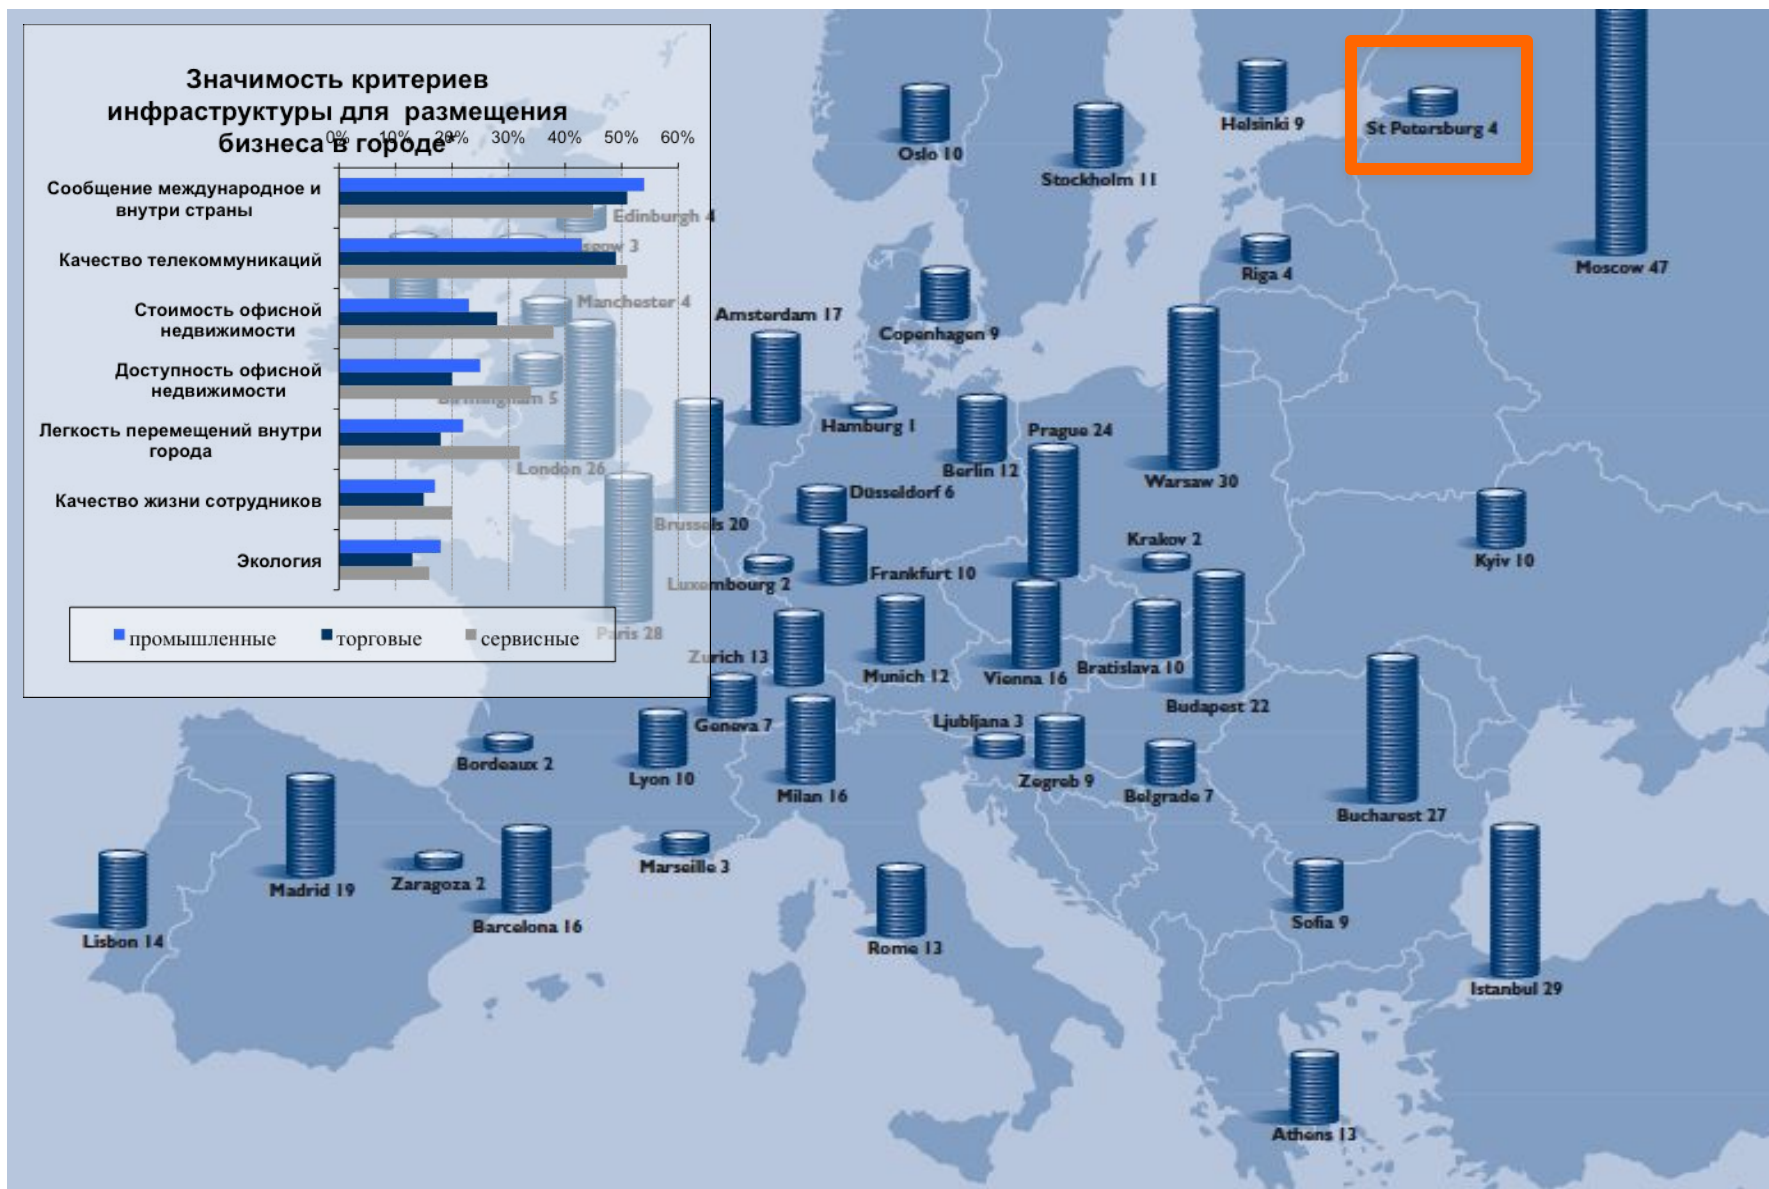 Значимость критериев
инфраструктуры для размещения
бизнеса в городе*
0% 10% 20% 30% 40% 50% 60%
Сообщение международное и
внутри страны
Качество телекоммуникаций
Стоимость офисной
недвижимости
Доступность офисной
недвижимости
Легкость перемещений внутри
города
Качество жизни сотрудников
Экология
промышленные торговые сервисные
Edinburgh 4
Manchester 4
Birmingham 5
London 26
Brussels 20
Paris 28
Oslo 10
Stockholm 11
Helsinki 9
St Petersburg 4
Moscow 47
Riga 4
Copenhagen 9
Amsterdam 17
Hamburg 1
Berlin 12
Prague 24
Warsaw 30
Düsseldorf 6
Krakov 2
Kyiv 10
Luxembourg 2
Frankfurt 10
Zurich 13
Munich 12
Vienna 16
Bratislava 10
Budapest 22
Geneva 7
Ljubljana 3
Bordeaux 2
Lyon 10
Milan 16
Zegreb 9
Belgrade 7
Bucharest 27
Marseille 3
Madrid 19
Zaragoza 2
Barcelona 16
Lisbon 14
Rome 13
Sofia 9
Istanbul 29
Athens 13